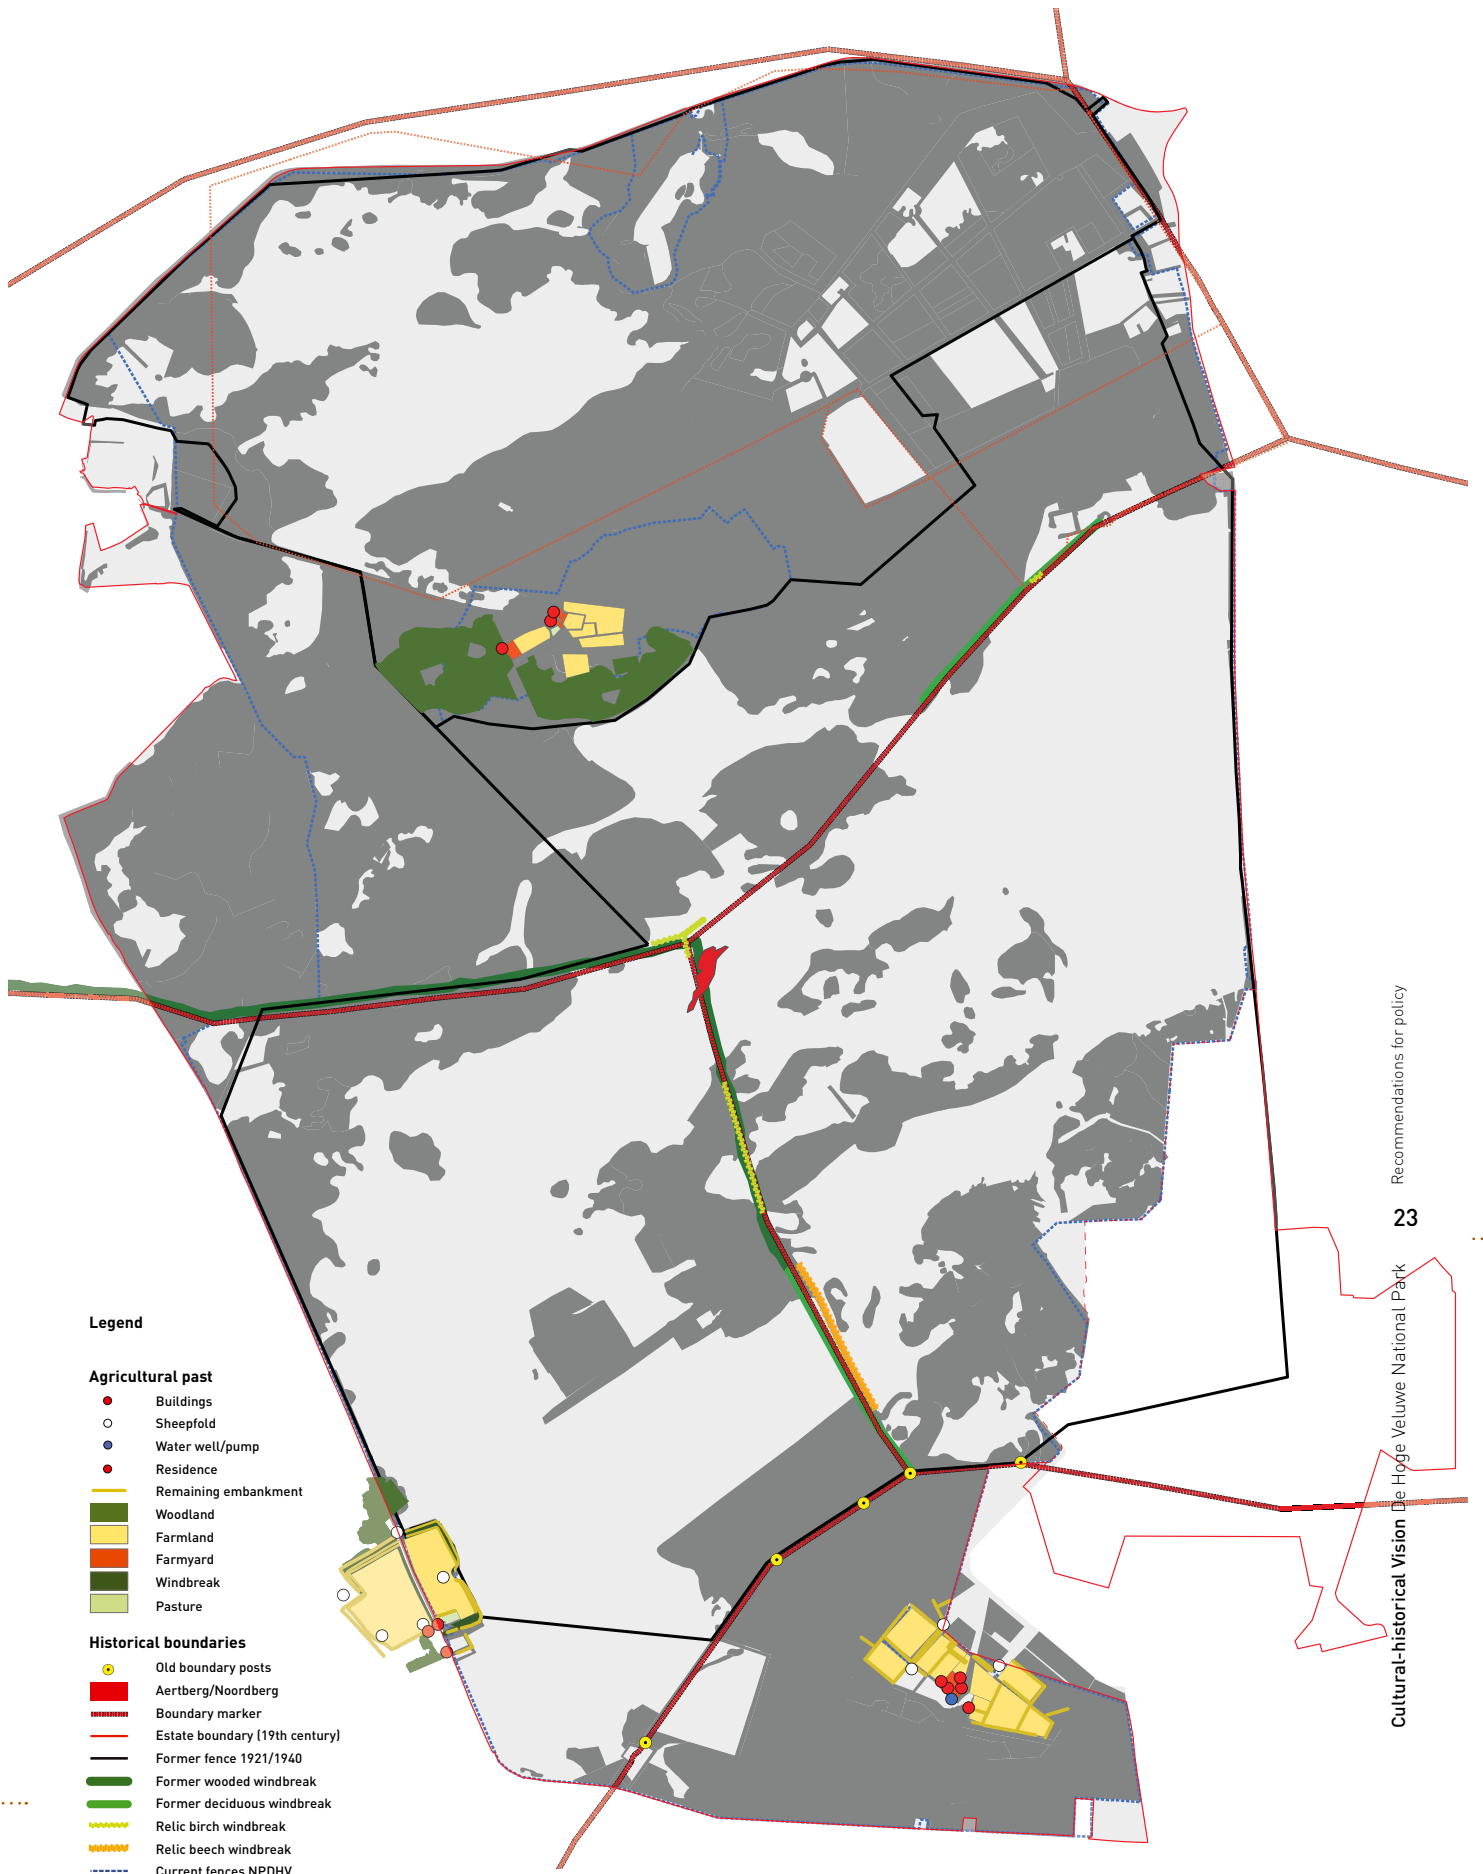 Legend
Agricultural past
Buildings
Sheepfold
Water well/pump
Residence
Remaining embankment
Woodland
Farmland
Farmyard
Windbreak
Pasture
Historical boundaries
Old boundary posts
Aertberg/Noordberg
Boundary marker
Estate boundary (19th century)
Former fence 1921/1940
Former wooded windbreak
Former deciduous windbreak
Relic birch windbreak
Relic beech windbreak
Current fences NPDHV
Cultural-historical Vision De Hoge Veluwe National Park 23 Recommendations for policy